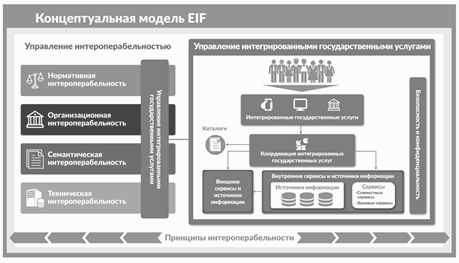 Концептуальная модель EIF
Управление интероперабельностью
Нормативная
интероперабельность
Организационная
интероперабельность
Семантическая
интероперабельность
Техническая
интероперабельность
Управление интегрированными
государственными услугами
Управление интегрированными государственными услугами
Интегрированные государственные услуги
Каталоги
Координация интегрированных
государственных услуг
Внешние
сервисы и
источники
информации
Внутренние сервисы и источники информации
Источники информации
Сервисы
-Совместные
сервисы
-Базовые сервисы
Безопасность и конфиденциальность
Принципы интероперабельности